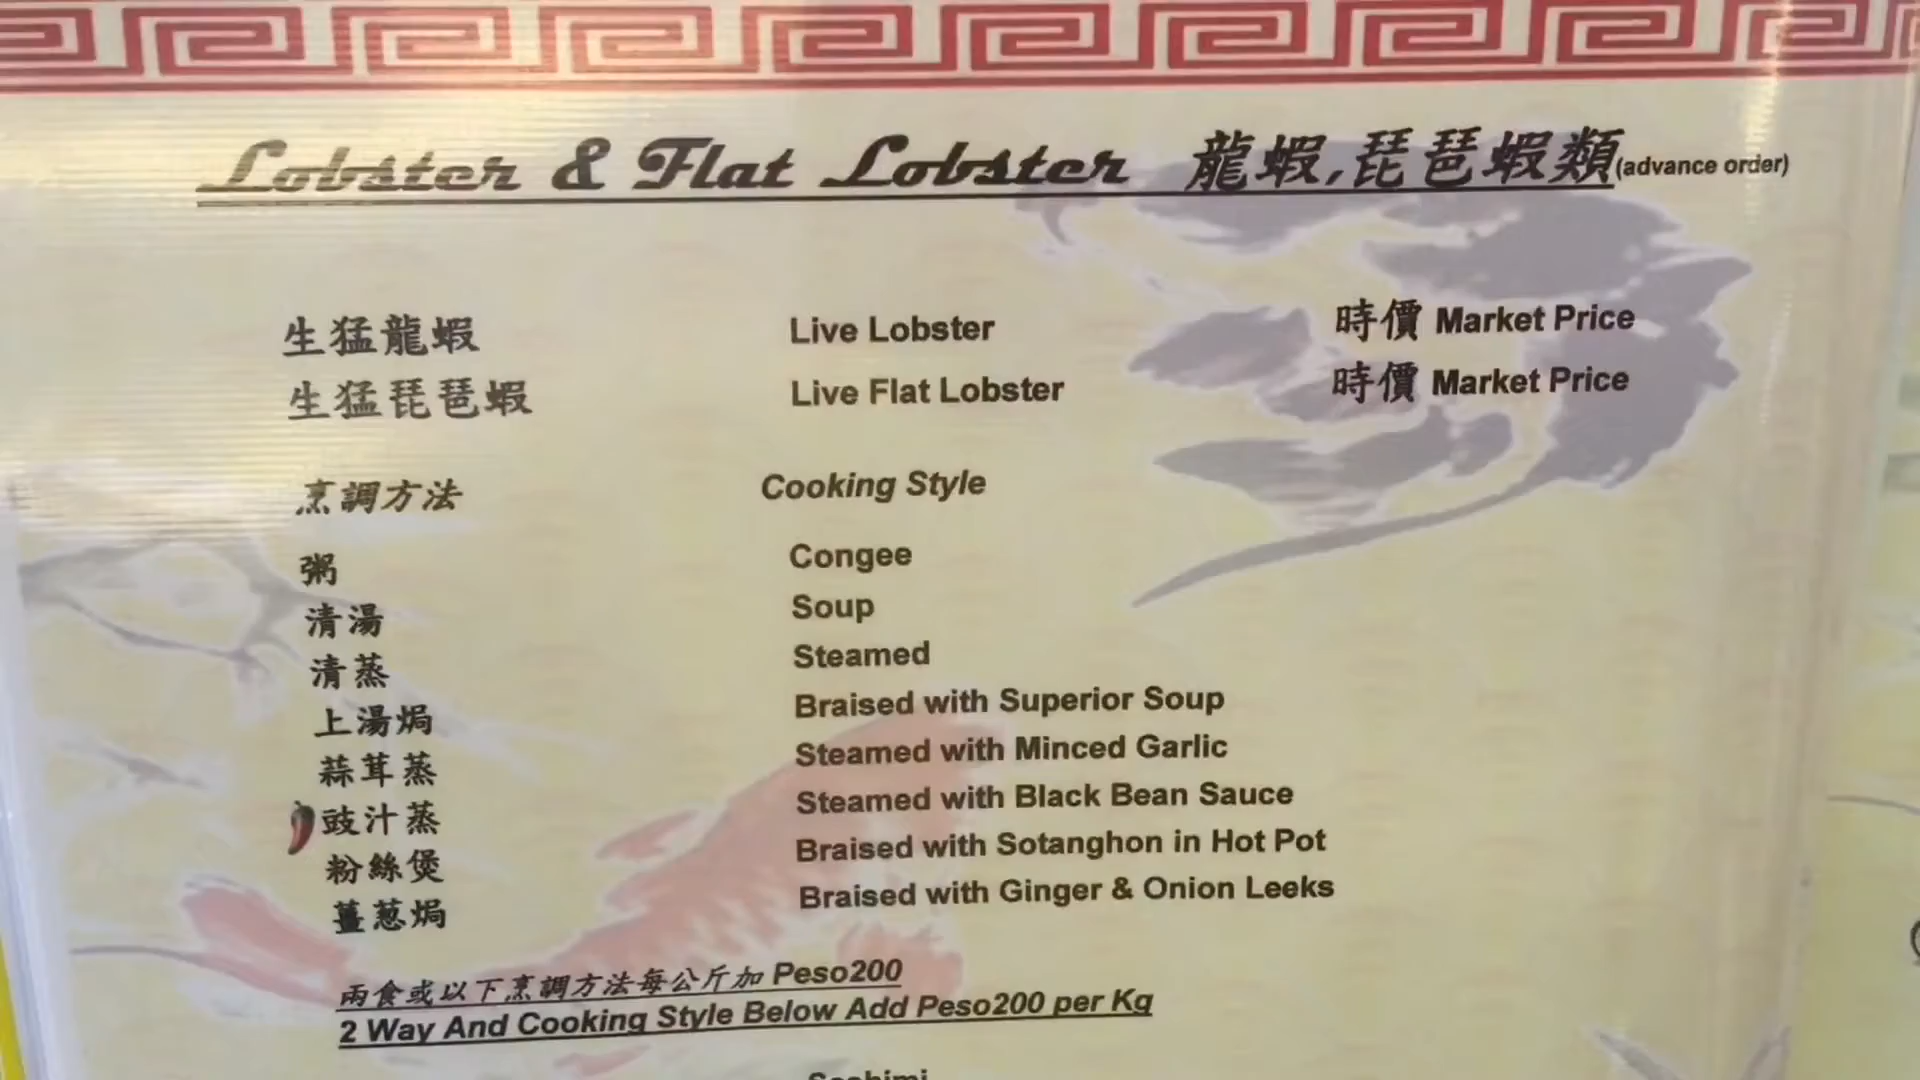 Lobster & Flat Lobster 龍蝦,琵琶蝦類(advance order)
生猛龍蝦 Live Lobster 時價 Market Price
生猛琵琶蝦 Live Flat Lobster 時價 Market Price
烹調方法 Cooking Style
粥 Congee
清湯 Soup
清蒸 Steamed
上湯焗 Braised with Superior Soup
蒜茸蒸 Steamed with Minced Garlic
豉汁蒸 Steamed with Black Bean Sauce
粉絲煲 Braised with Sotanghon in Hot Pot
薑葱焗 Braised with Ginger & Onion Leeks
兩食或以下烹調方法每公斤加 Peso200
2 Way And Cooking Style Below Add Peso200 per Kg